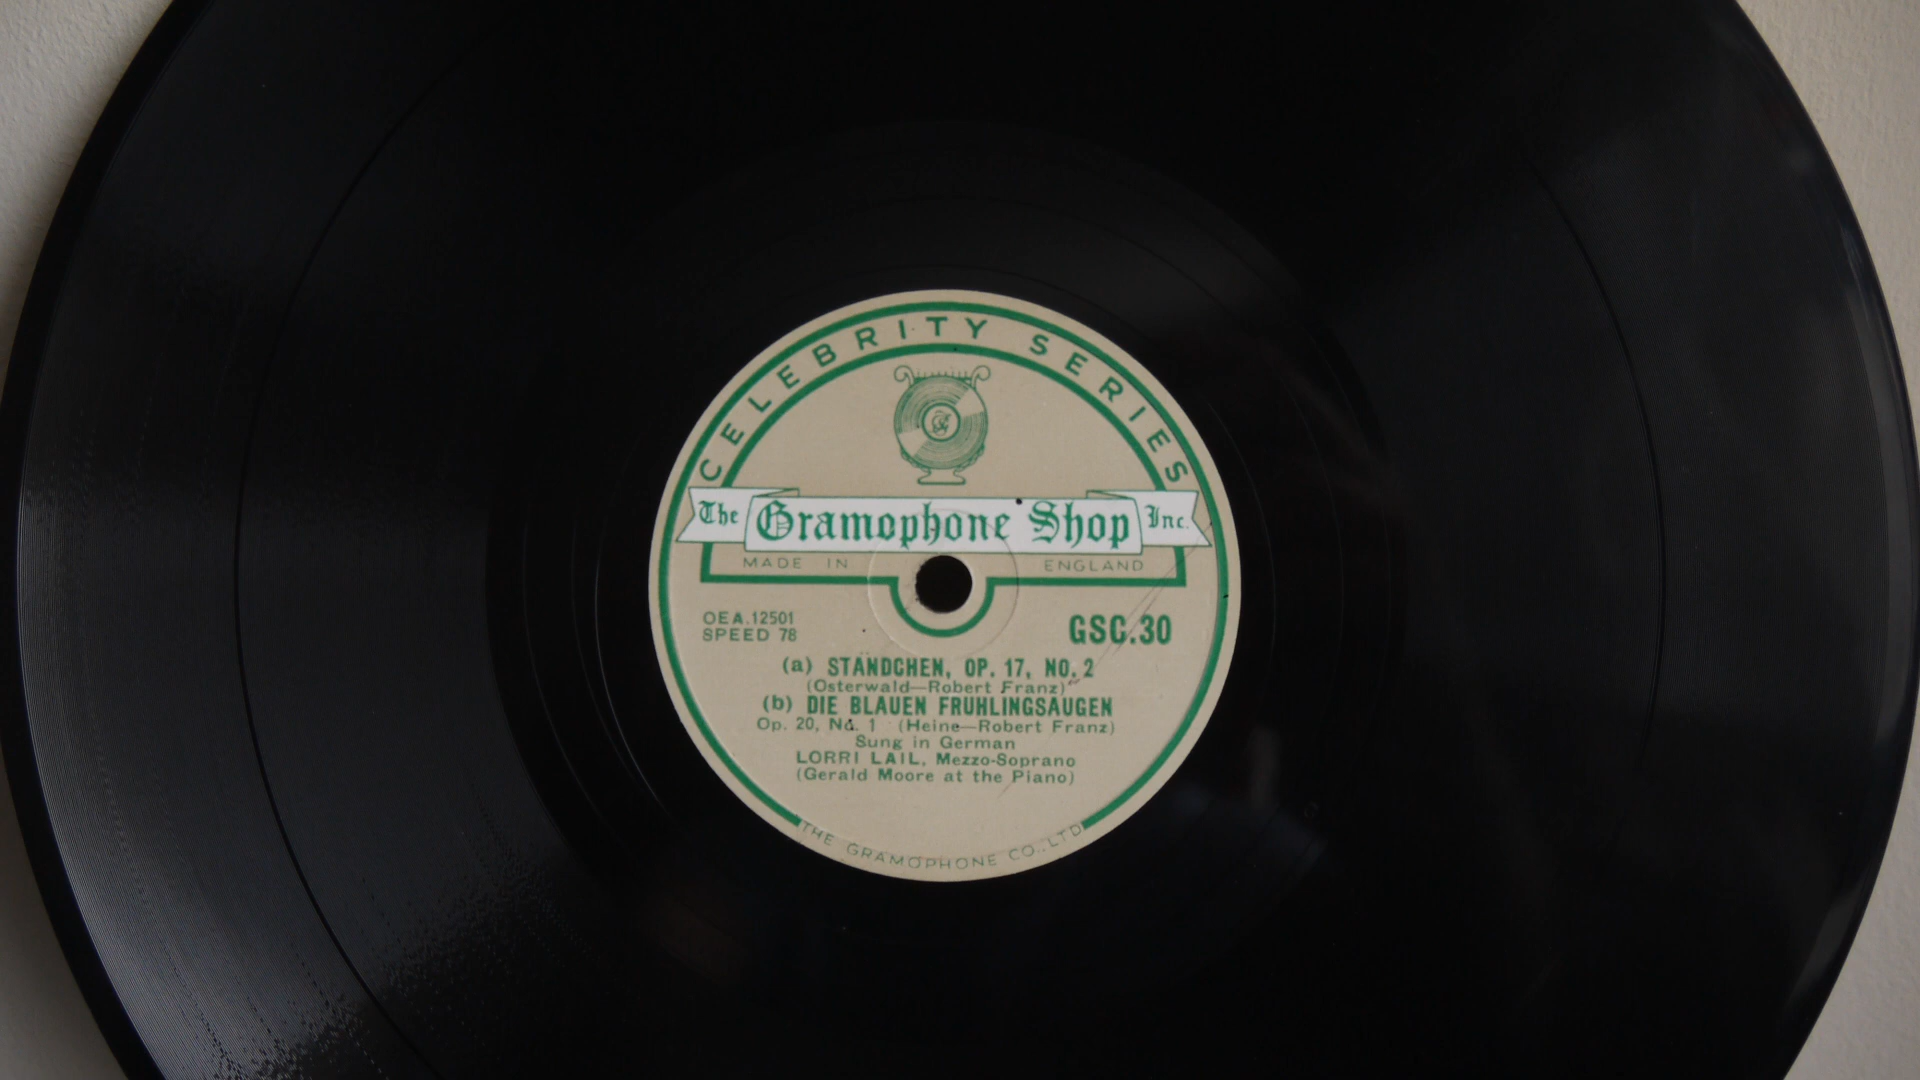 CELEBRITY SERIES
The Gramophone Shop Inc.
MADE IN ENGLAND
OEA.12501
SPEED 78
GSC.30
(a) STÄNDCHEN, OP. 17, NO. 2
(Osterwald—Robert Franz)
(b) DIE BLAUEN FRUHLINGSAUGEN
Op. 20, No. 1 (Heine—Robert Franz)
Sung in German
LORRI LAIL, Mezzo-Soprano
(Gerald Moore at the Piano)
THE GRAMOPHONE CO., LTD